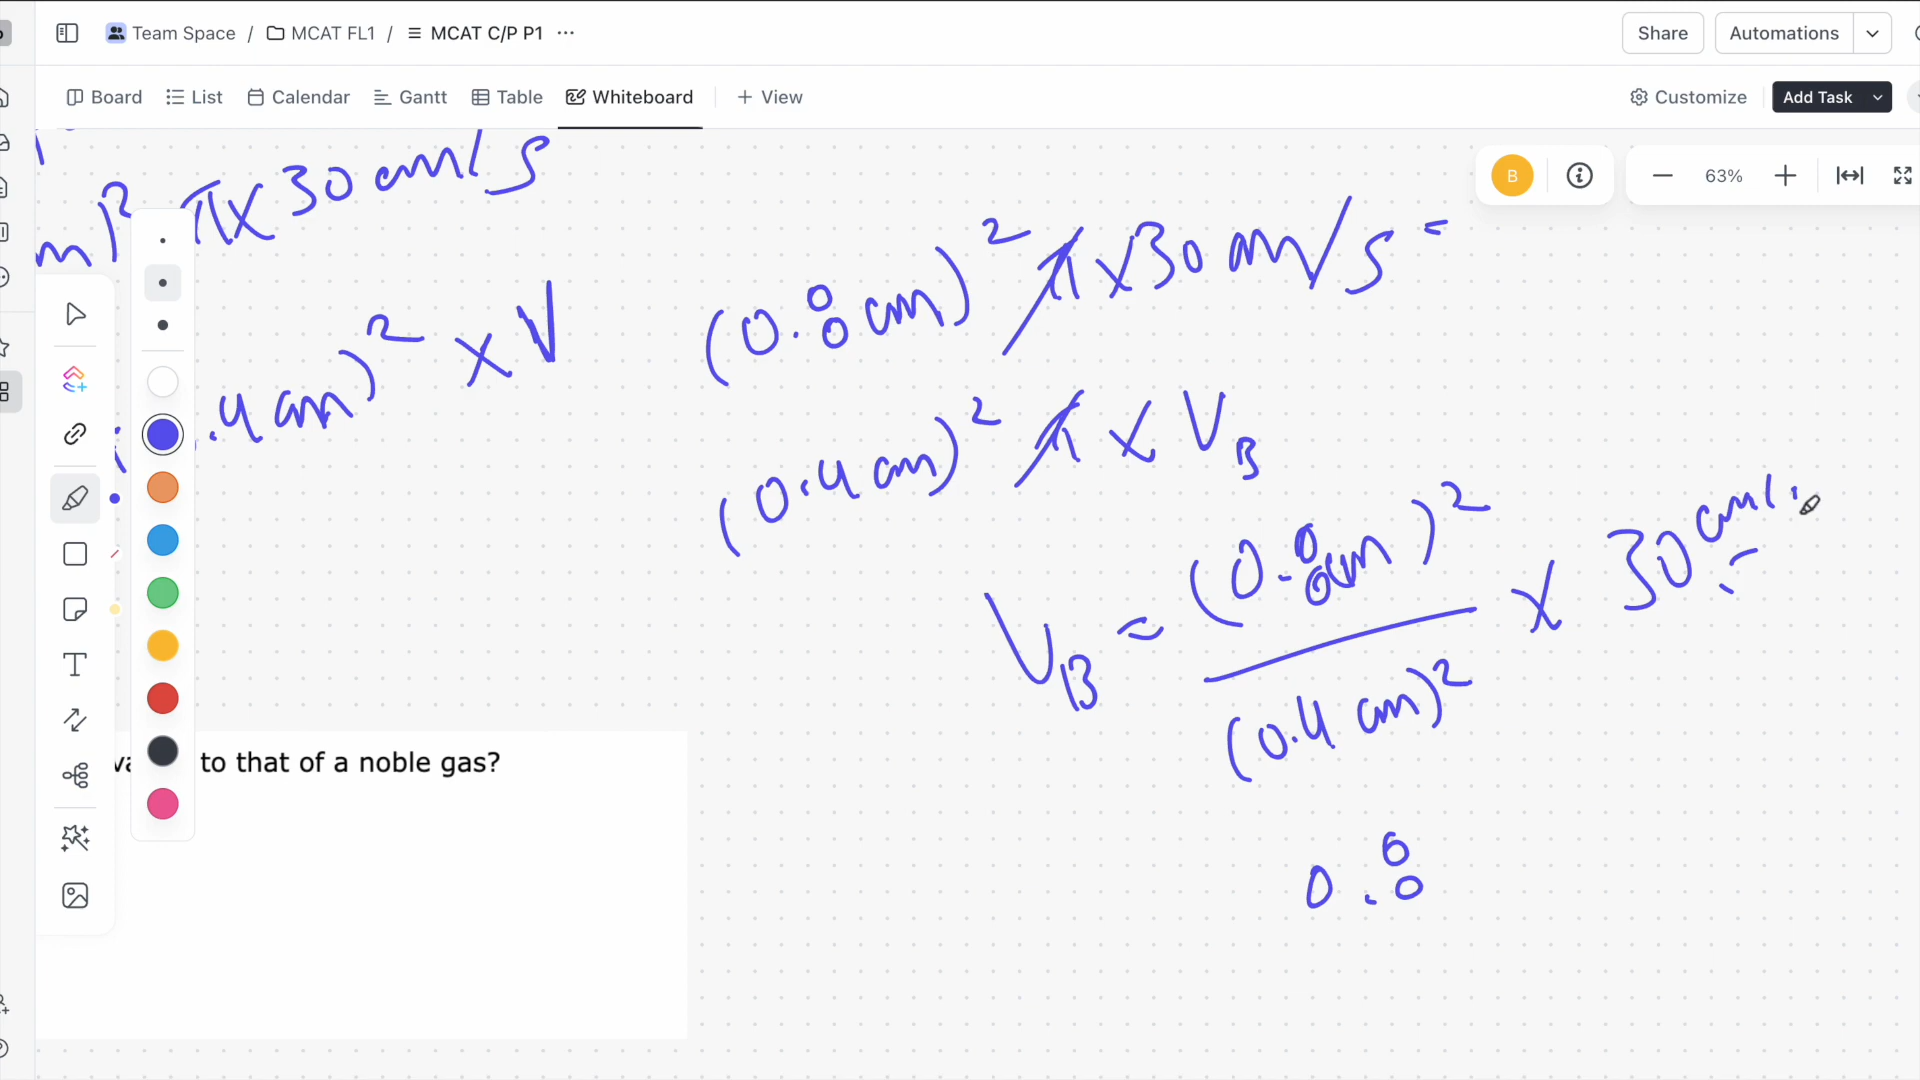 Team Space / MCAT FL1 / MCAT C/P P1 ...
Share
Automations
Board
List
Calendar
Gantt
Table
Whiteboard
+ View
Customize
Add Task
B
63%
m)² π x 30 cm/s
.4 cm)² x V
(0.8 cm)² π x 30 cm/s =
(0.4 cm)² π x V_B
V_B = (0.8 cm)² / (0.4 cm)² x 30 cm/
0.8
to that of a noble gas?
T